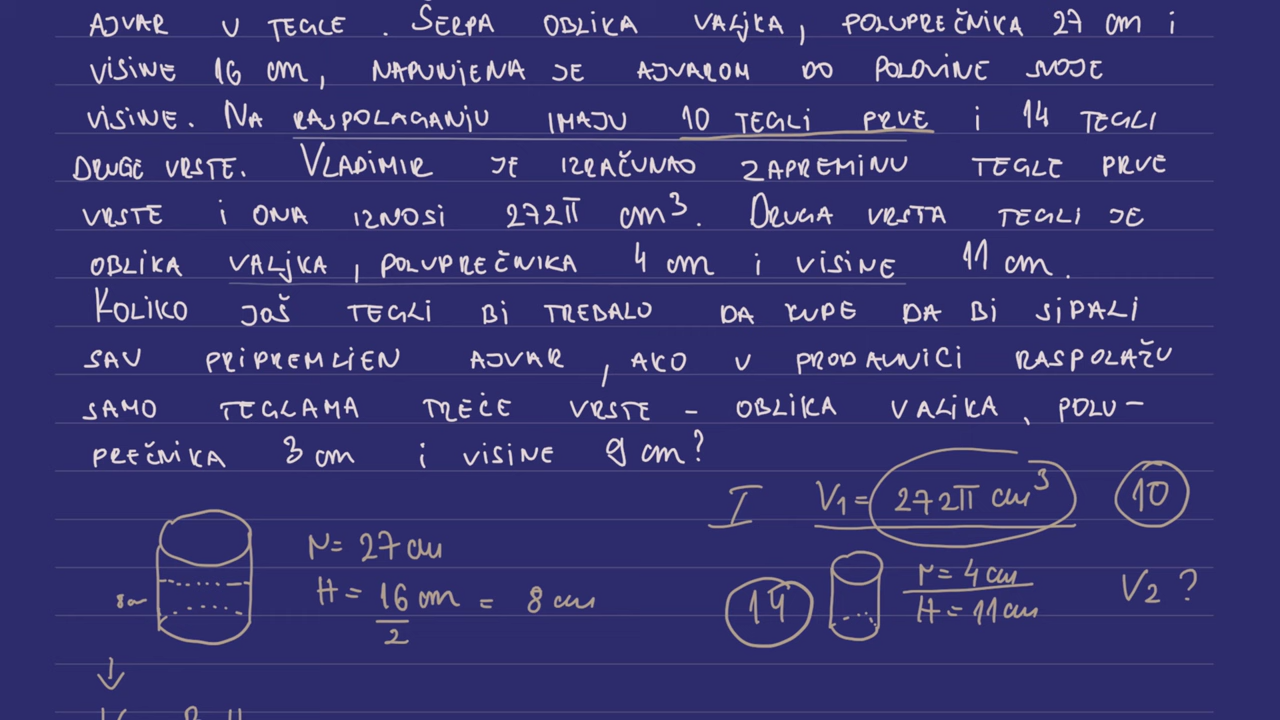 AJVAR U TEGLE. ŠERPA OBLIKA VALJKA, POLUPREČNIKA 27 cm i
VISINE 16 cm, NAPUNJENA JE AJVAROM DO POLOVINE SVOJE
VISINE. NA RASPOLAGANJU IMAJU 10 TEGLI PRVE i 14 TEGLI
DRUGE VRSTE. VLADIMIR JE IZRAČUNAO ZAPREMINU TEGLE PRVE
VRSTE i ONA IZNOSI 272π cm³. DRUGA VRSTA TEGLI JE
OBLIKA VALJKA, POLUPREČNIKA 4 cm i VISINE 11 cm.
KOLIKO JOŠ TEGLI BI TREBALO DA KUPE DA BI SIPALI
SAV PRIPREMLJEN AJVAR, AKO U PRODAVNICI RASPOLAŽU
SAMO TEGLAMA TREĆE VRSTE - OBLIKA VALJKA, POLU-
PREČNIKA 3 cm i VISINE 9 cm?
I V1 = 272π cm³ 10
r = 27 cm
H = 16 cm / 2 = 8 cm
8 cm
14 r = 4 cm V2 ?
H = 11 cm